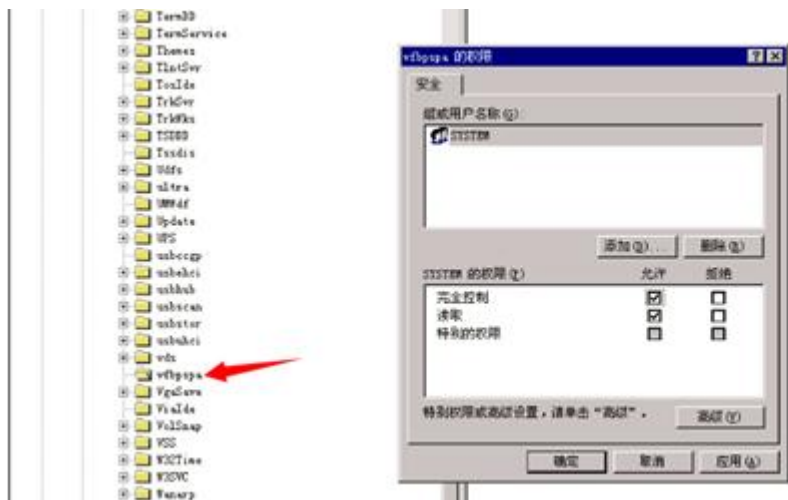 TermDD
TermService
Themes
TlntSvr
TosIde
TrkSvr
TrkWks
TSDDD
Tssdis
Udfs
ultra
UMWdf
Update
UPS
usbccgp
usbehci
usbhub
usbscan
usbstor
usbuhci
vds
vfbpspa
VgaSave
ViaIde
VolSnap
VSS
W32Time
W3SVC
Wanarp
vfbpspa 的权限
安全
组或用户名称(G)
SYSTEM
添加(D)... 删除(R)
SYSTEM 的权限(P) 允许 拒绝
完全控制
读取
特别的权限
特别权限或高级设置，请单击“高级”。 高级(V)
确定 取消 应用(A)